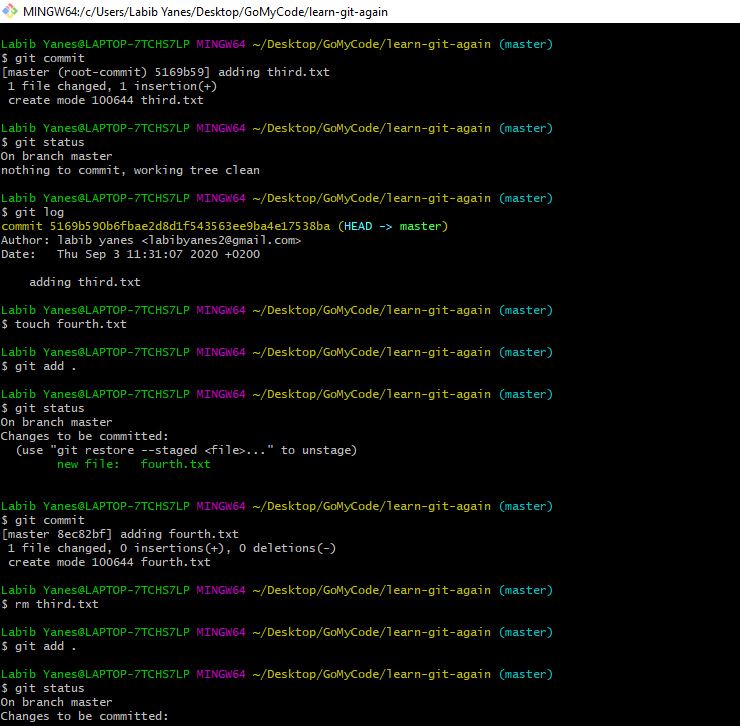 MINGW64:/c/Users/Labib Yanes/Desktop/GoMyCode/learn-git-again
Labib Yanes@LAPTOP-7TCHS7LP MINGW64 ~/Desktop/GoMyCode/learn-git-again (master)
$ git commit
[master (root-commit) 5169b59] adding third.txt
 1 file changed, 1 insertion(+)
 create mode 100644 third.txt
Labib Yanes@LAPTOP-7TCHS7LP MINGW64 ~/Desktop/GoMyCode/learn-git-again (master)
$ git status
On branch master
nothing to commit, working tree clean
Labib Yanes@LAPTOP-7TCHS7LP MINGW64 ~/Desktop/GoMyCode/learn-git-again (master)
$ git log
commit 5169b590b6fbae2d8d1f543563ee9ba4e17538ba (HEAD -> master)
Author: labib yanes <labibyanes2@gmail.com>
Date:   Thu Sep 3 11:31:07 2020 +0200
    adding third.txt
Labib Yanes@LAPTOP-7TCHS7LP MINGW64 ~/Desktop/GoMyCode/learn-git-again (master)
$ touch fourth.txt
Labib Yanes@LAPTOP-7TCHS7LP MINGW64 ~/Desktop/GoMyCode/learn-git-again (master)
$ git add .
Labib Yanes@LAPTOP-7TCHS7LP MINGW64 ~/Desktop/GoMyCode/learn-git-again (master)
$ git status
On branch master
Changes to be committed:
  (use "git restore --staged <file>..." to unstage)
        new file:   fourth.txt
Labib Yanes@LAPTOP-7TCHS7LP MINGW64 ~/Desktop/GoMyCode/learn-git-again (master)
$ git commit
[master 8ec82bf] adding fourth.txt
 1 file changed, 0 insertions(+), 0 deletions(-)
 create mode 100644 fourth.txt
Labib Yanes@LAPTOP-7TCHS7LP MINGW64 ~/Desktop/GoMyCode/learn-git-again (master)
$ rm third.txt
Labib Yanes@LAPTOP-7TCHS7LP MINGW64 ~/Desktop/GoMyCode/learn-git-again (master)
$ git add .
Labib Yanes@LAPTOP-7TCHS7LP MINGW64 ~/Desktop/GoMyCode/learn-git-again (master)
$ git status
On branch master
Changes to be committed: